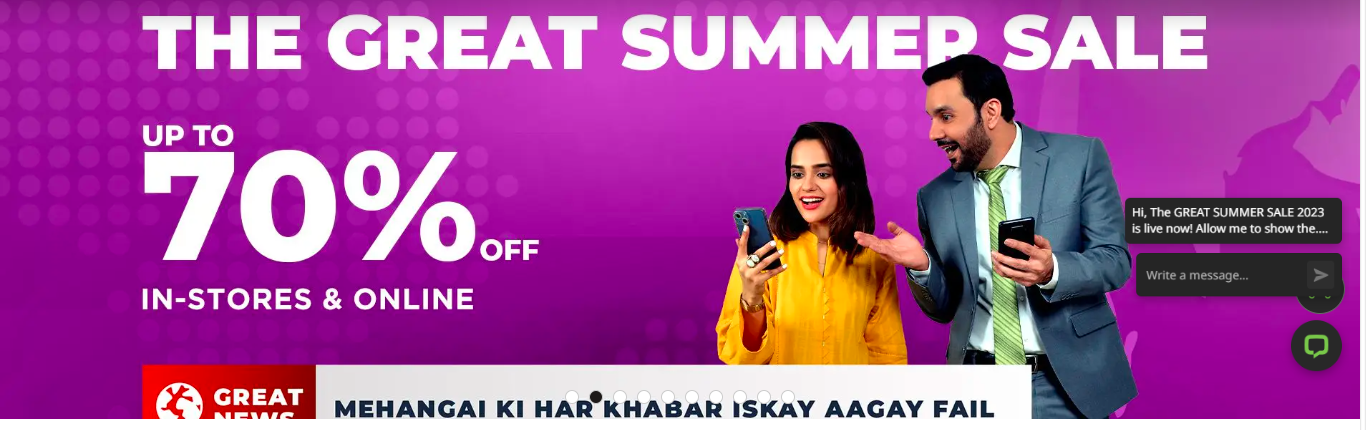 THE GREAT SUMMER SALE
UP TO
70% OFF
IN-STORES & ONLINE
Hi, The GREAT SUMMER SALE 2023
is live now! Allow me to show the....
Write a message...
GREAT
NEWS
MEHANGAI KI HAR KHABAR ISKAY AAGAY FAIL